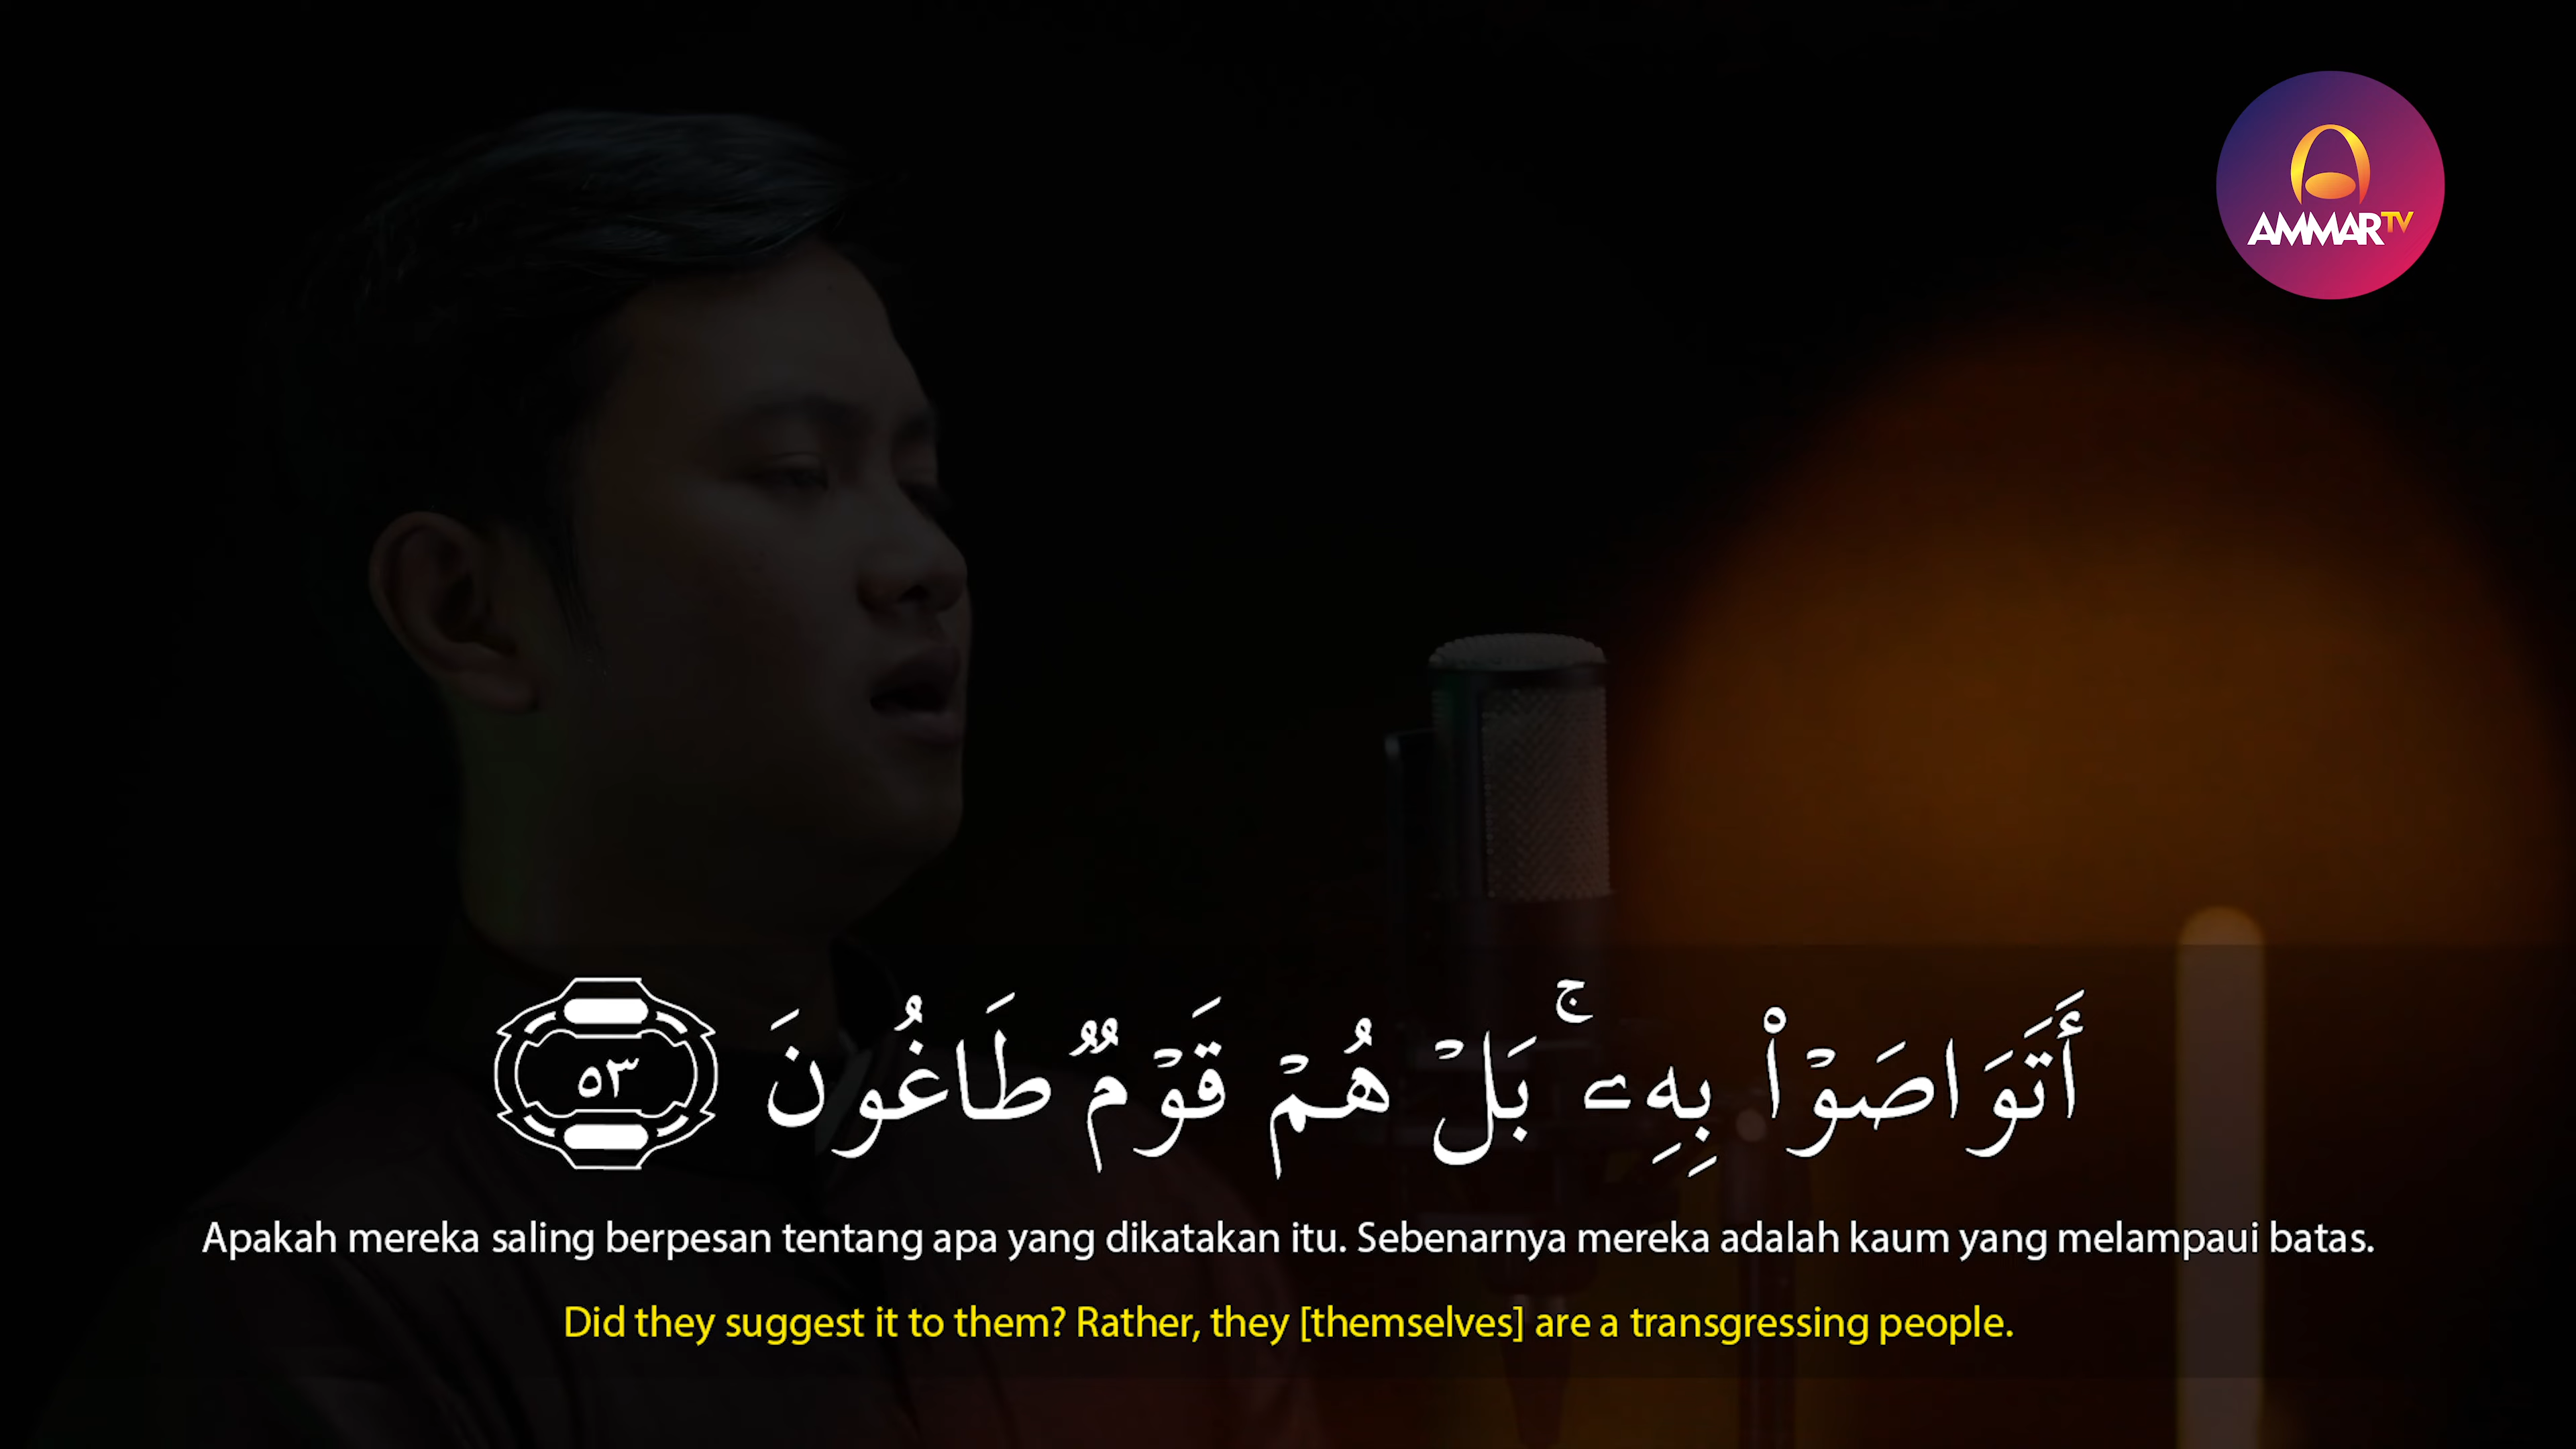 AMMARTV
أَتَوَاصَوۡاْ بِهِۦۚ بَلۡ هُمۡ قَوۡمٌ طَاغُونَ ٥٣
Apakah mereka saling berpesan tentang apa yang dikatakan itu. Sebenarnya mereka adalah kaum yang melampaui batas.
Did they suggest it to them? Rather, they [themselves] are a transgressing people.